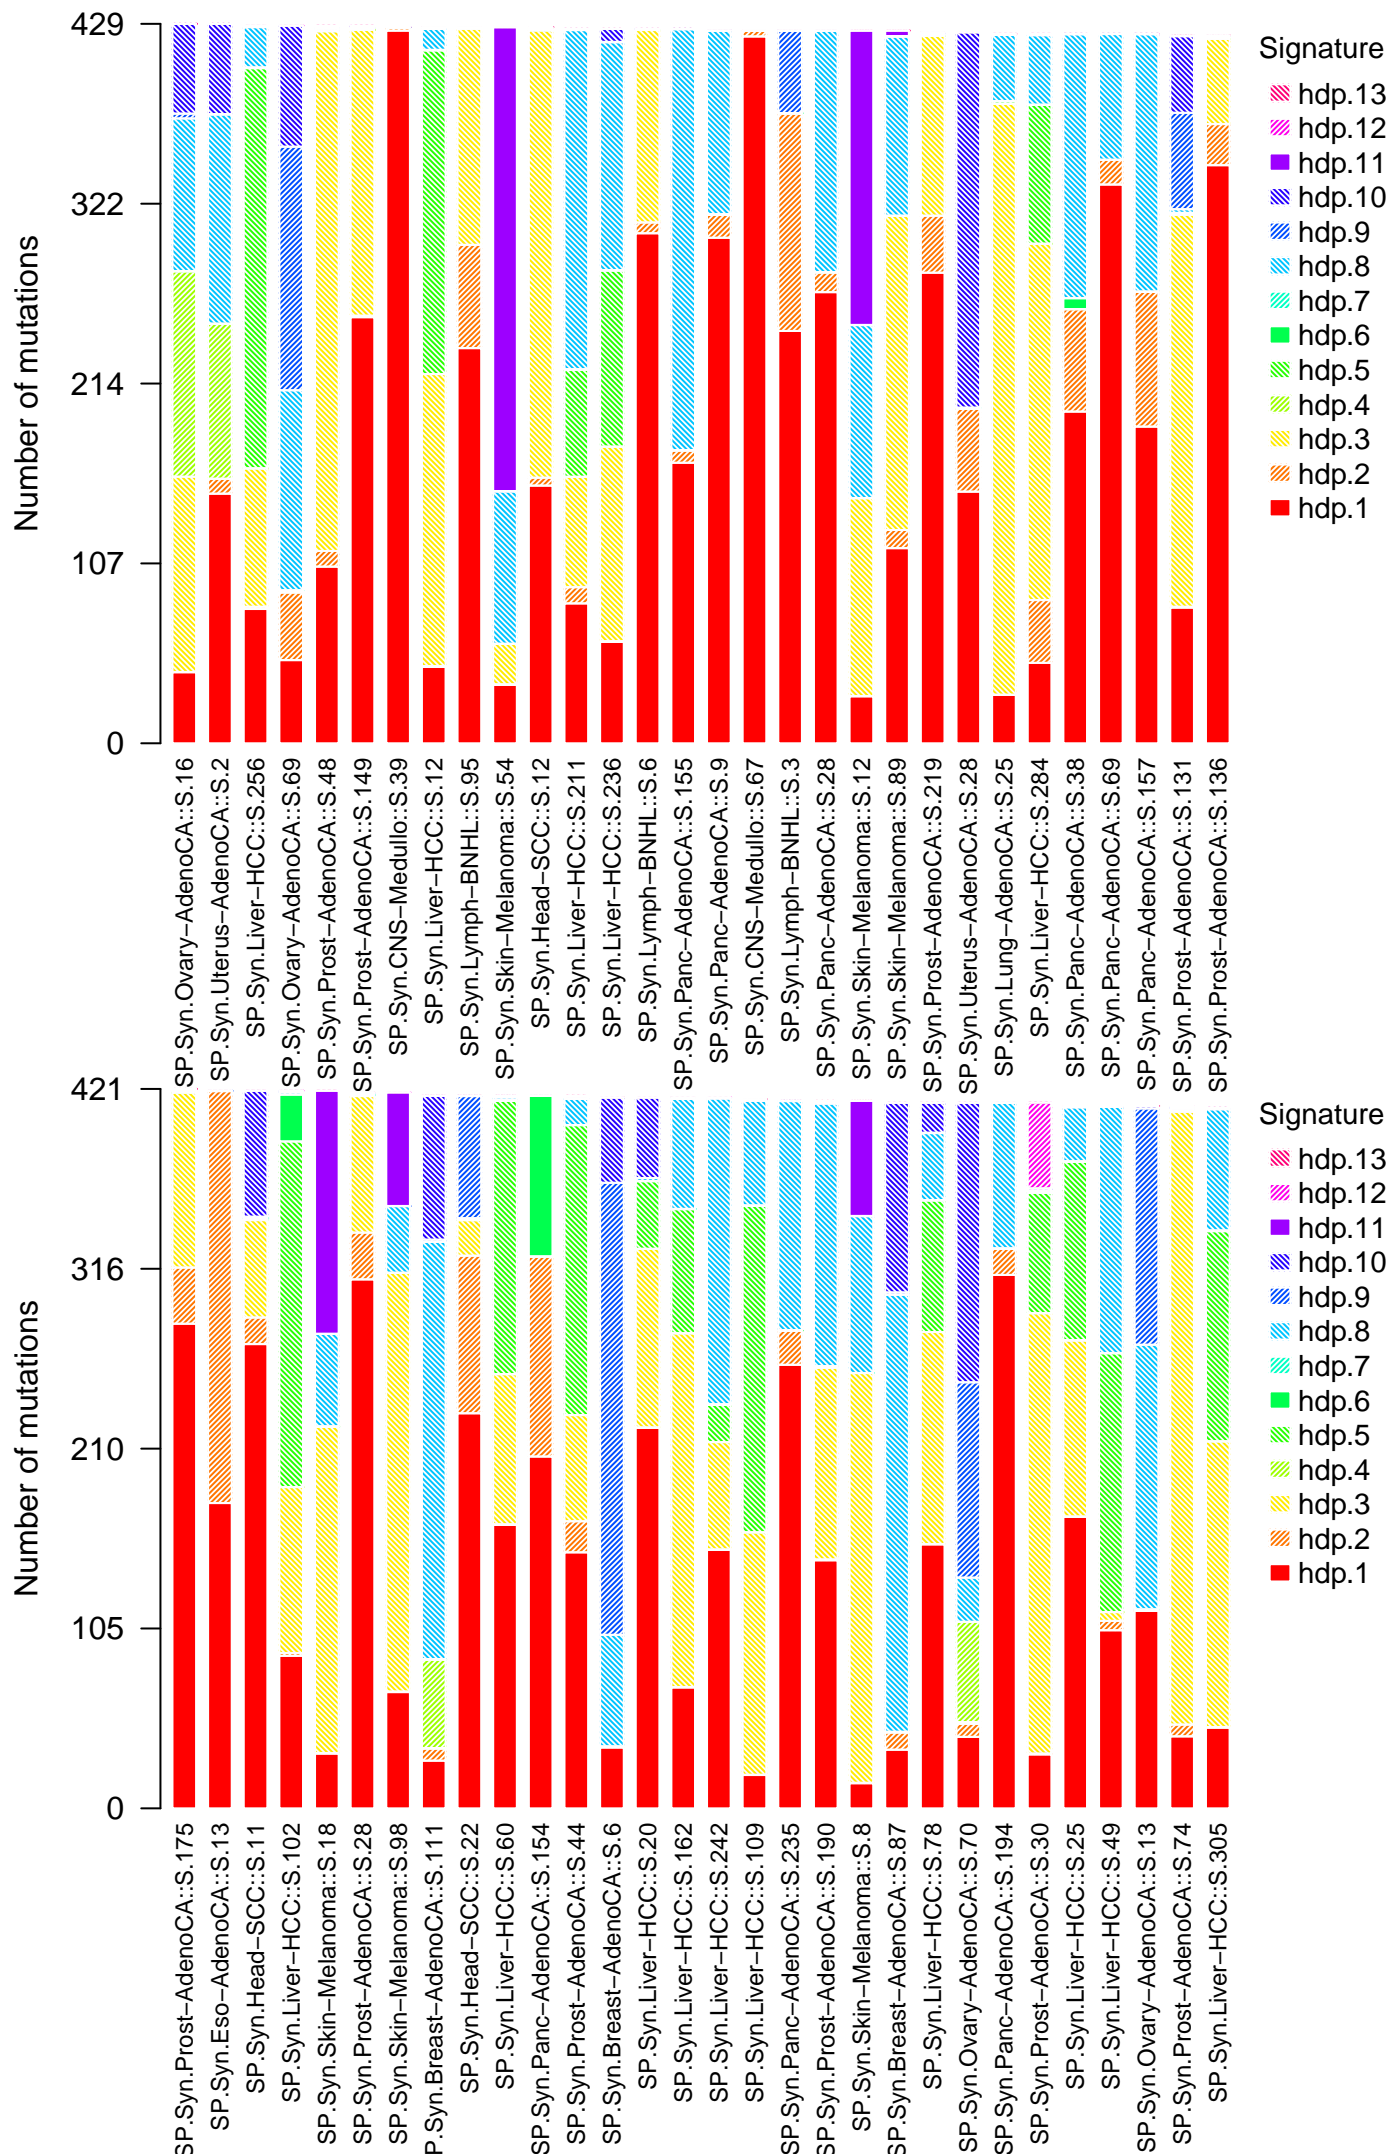 Number of mutations
429
322
214
107
0
SP.Syn.Ovary−AdenoCA::S.16
SP.Syn.Uterus−AdenoCA::S.2
SP.Syn.Liver−HCC::S.256
SP.Syn.Ovary−AdenoCA::S.69
SP.Syn.Prost−AdenoCA::S.48
SP.Syn.Prost−AdenoCA::S.149
SP.Syn.CNS−Medullo::S.39
SP.Syn.Liver−HCC::S.12
SP.Syn.Lymph−BNHL::S.95
SP.Syn.Skin−Melanoma::S.54
SP.Syn.Head−SCC::S.12
SP.Syn.Liver−HCC::S.211
SP.Syn.Liver−HCC::S.236
SP.Syn.Lymph−BNHL::S.6
SP.Syn.Panc−AdenoCA::S.155
SP.Syn.Panc−AdenoCA::S.9
SP.Syn.CNS−Medullo::S.67
SP.Syn.Lymph−BNHL::S.3
SP.Syn.Panc−AdenoCA::S.28
SP.Syn.Skin−Melanoma::S.12
SP.Syn.Skin−Melanoma::S.89
SP.Syn.Prost−AdenoCA::S.219
SP.Syn.Uterus−AdenoCA::S.28
SP.Syn.Lung−AdenoCA::S.25
SP.Syn.Liver−HCC::S.284
SP.Syn.Panc−AdenoCA::S.38
SP.Syn.Panc−AdenoCA::S.69
SP.Syn.Panc−AdenoCA::S.157
SP.Syn.Prost−AdenoCA::S.131
SP.Syn.Prost−AdenoCA::S.136
Signature
hdp.13
hdp.12
hdp.11
hdp.10
hdp.9
hdp.8
hdp.7
hdp.6
hdp.5
hdp.4
hdp.3
hdp.2
hdp.1
Number of mutations
421
316
210
105
0
SP.Syn.Prost−AdenoCA::S.175
SP.Syn.Eso−AdenoCA::S.13
SP.Syn.Head−SCC::S.11
SP.Syn.Liver−HCC::S.102
SP.Syn.Skin−Melanoma::S.18
SP.Syn.Prost−AdenoCA::S.28
SP.Syn.Skin−Melanoma::S.98
P.Syn.Breast−AdenoCA::S.111
SP.Syn.Head−SCC::S.22
SP.Syn.Liver−HCC::S.60
SP.Syn.Panc−AdenoCA::S.154
SP.Syn.Prost−AdenoCA::S.44
SP.Syn.Breast−AdenoCA::S.6
SP.Syn.Liver−HCC::S.20
SP.Syn.Liver−HCC::S.162
SP.Syn.Liver−HCC::S.242
SP.Syn.Liver−HCC::S.109
SP.Syn.Panc−AdenoCA::S.235
SP.Syn.Prost−AdenoCA::S.190
SP.Syn.Skin−Melanoma::S.8
SP.Syn.Breast−AdenoCA::S.87
SP.Syn.Liver−HCC::S.78
SP.Syn.Ovary−AdenoCA::S.70
SP.Syn.Panc−AdenoCA::S.194
SP.Syn.Prost−AdenoCA::S.30
SP.Syn.Liver−HCC::S.25
SP.Syn.Liver−HCC::S.49
SP.Syn.Ovary−AdenoCA::S.13
SP.Syn.Prost−AdenoCA::S.74
SP.Syn.Liver−HCC::S.305
Signature
hdp.13
hdp.12
hdp.11
hdp.10
hdp.9
hdp.8
hdp.7
hdp.6
hdp.5
hdp.4
hdp.3
hdp.2
hdp.1